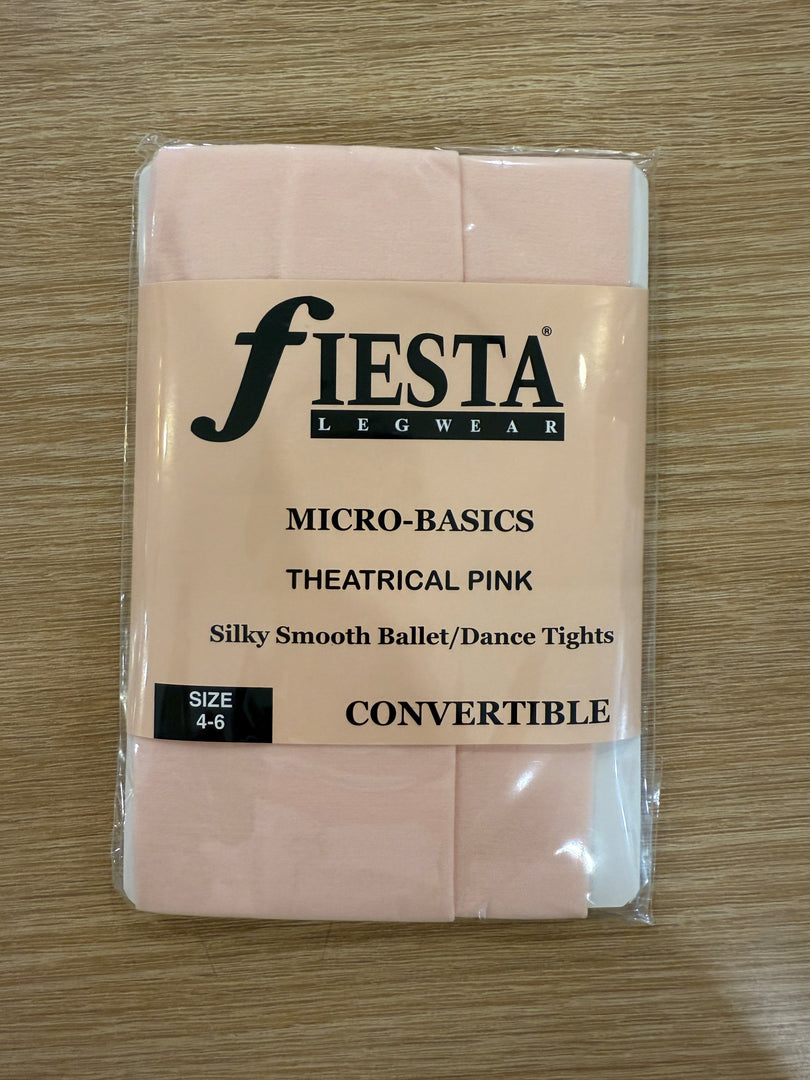 fIESTA®
LEGWEAR
MICRO-BASICS
THEATRICAL PINK
Silky Smooth Ballet/Dance Tights
SIZE
4-6
CONVERTIBLE